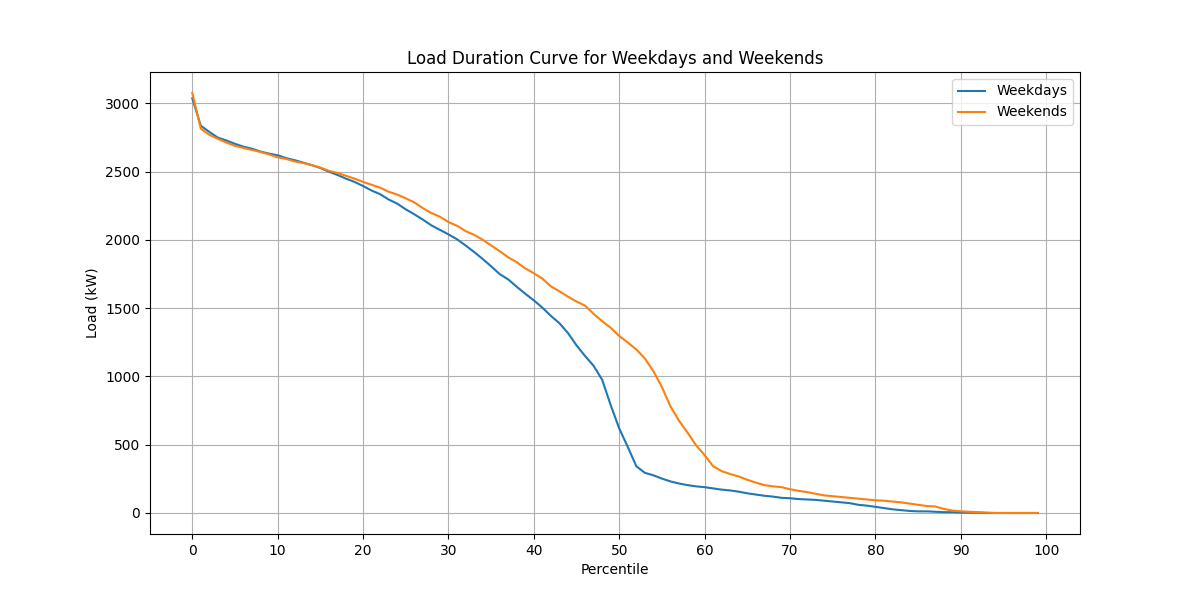 Load Duration Curve for Weekdays and Weekends
Weekdays
Weekends
Load (kW)
3000
2500
2000
1500
1000
500
0
0 10 20 30 40 50 60 70 80 90 100
Percentile